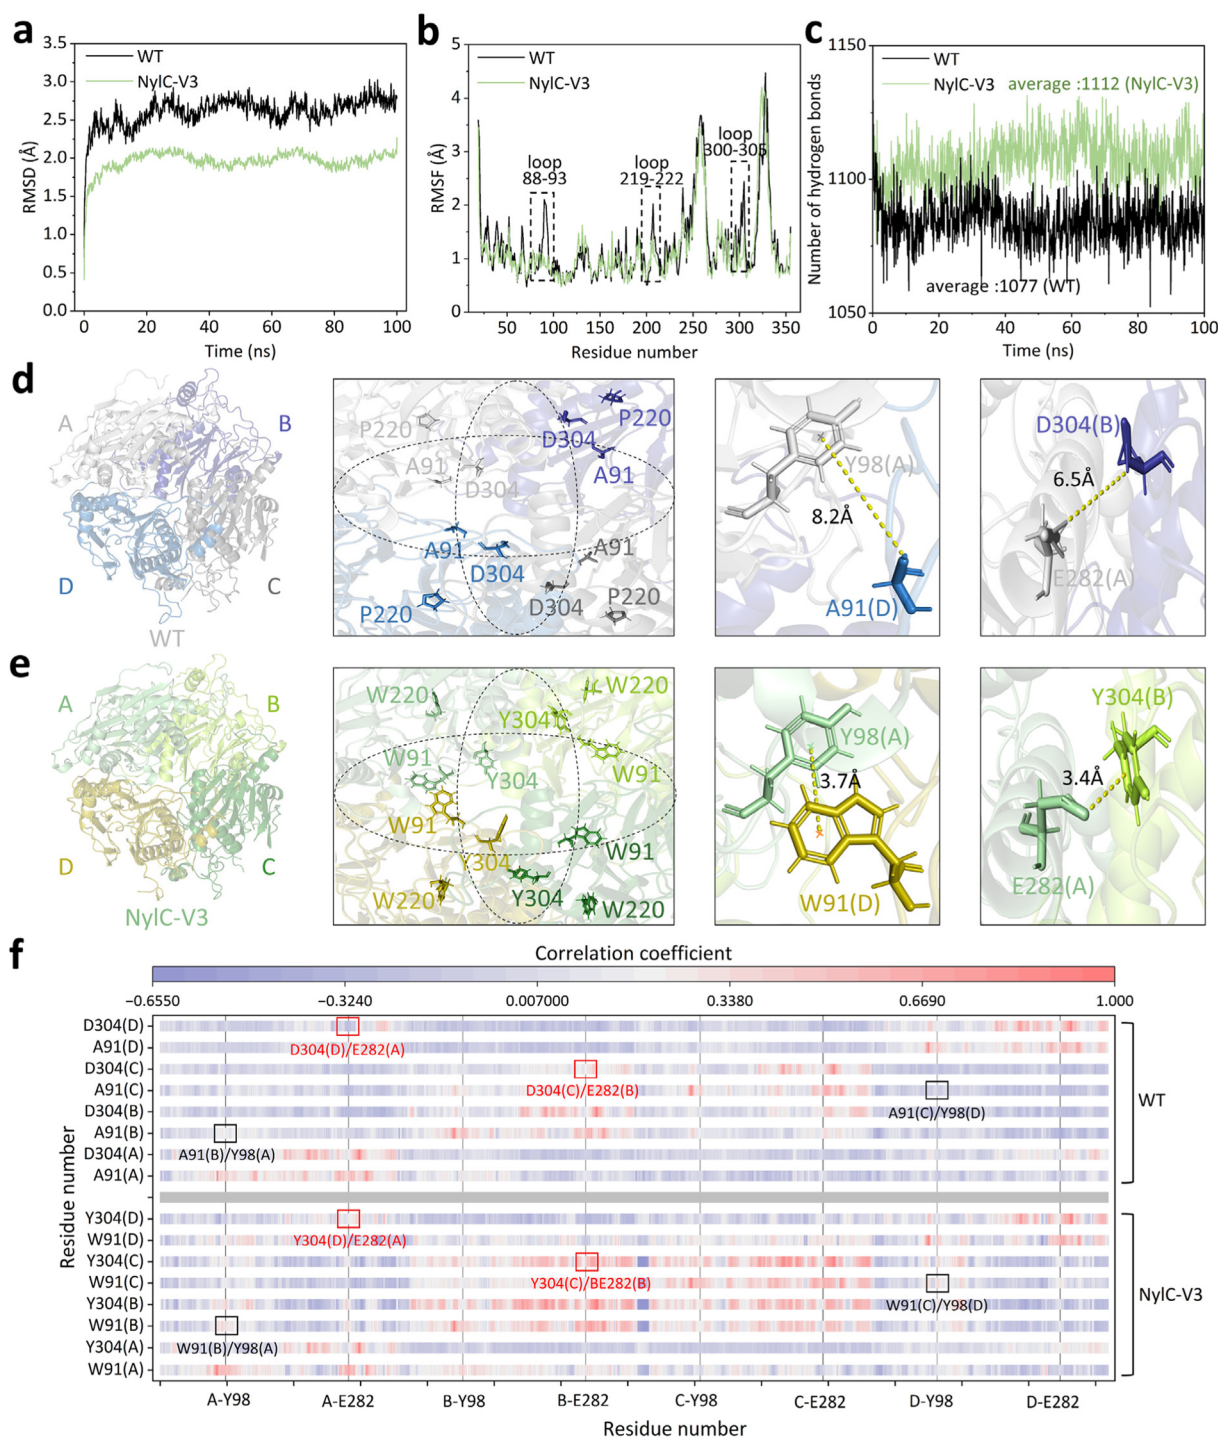 a
WT
NylC-V3
3.5
3.0
2.5
2.0
1.5
1.0
0.5
0.0
RMSD (Å)
0
20
40
60
80
100
Time (ns)
b
WT
NylC-V3
5
4
3
2
1
0
RMSF (Å)
loop
88-93
loop
219-222
loop
300-305
50
100
150
200
250
300
350
Residue number
c
WT
NylC-V3
average :1112 (NylC-V3)
average :1077 (WT)
1150
1100
1050
Number of hydrogen bonds
0
20
40
60
80
100
Time (ns)
d
A
B
D
C
WT
P220
P220
D304
A91
A91
D304
A91
D304
A91
D304
P220
P220
Y98(A)
8.2Å
A91(D)
D304(B)
6.5Å
E282(A)
e
A
B
D
C
NylC-V3
W220
W220
Y304
W91
Y304
W91
W91
Y304
W91
Y304
W220
W220
Y98(A)
3.7Å
W91(D)
Y304(B)
3.4Å
E282(A)
f
Correlation coefficient
−0.6550
−0.3240
0.007000
0.3380
0.6690
1.000
D304(D)
A91(D)
D304(C)
A91(C)
D304(B)
A91(B)
D304(A)
A91(A)
Y304(D)
W91(D)
Y304(C)
W91(C)
Y304(B)
W91(B)
Y304(A)
W91(A)
Residue number
D304(D)/E282(A)
D304(C)/E282(B)
A91(C)/Y98(D)
A91(B)/Y98(A)
WT
Y304(D)/E282(A)
Y304(C)/BE282(B)
W91(C)/Y98(D)
W91(B)/Y98(A)
NylC-V3
A-Y98
A-E282
B-Y98
B-E282
C-Y98
C-E282
D-Y98
D-E282
Residue number